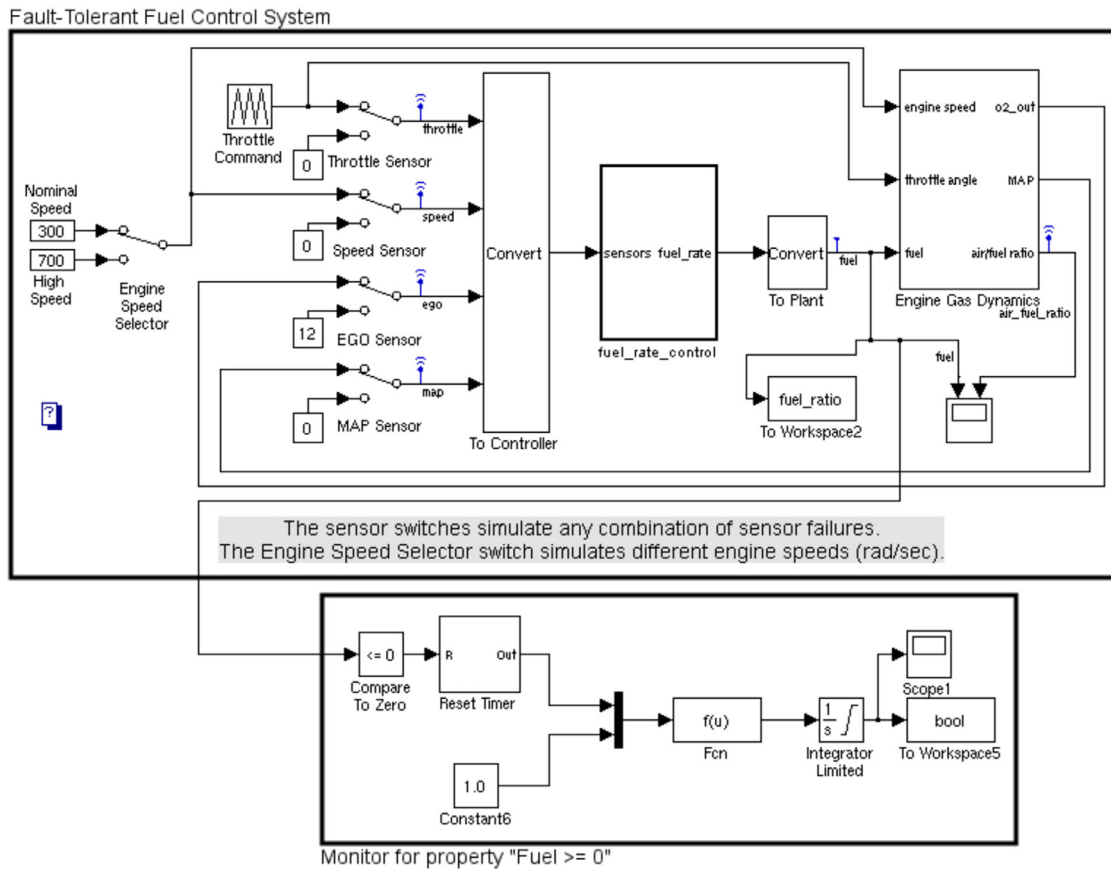 Fault-Tolerant Fuel Control System
Throttle
Command
0
Throttle Sensor
throttle
Nominal
Speed
300
700
High
Speed
Engine
Speed
Selector
0
Speed Sensor
speed
12
EGO Sensor
ego
0
MAP Sensor
map
Convert
To Controller
sensors fuel_rate
fuel_rate_control
Convert
To Plant
fuel
engine speed
o2_out
throttle angle
MAP
fuel
air/fuel ratio
Engine Gas Dynamics
air_fuel_ratio
fuel
fuel_ratio
To Workspace2
?
The sensor switches simulate any combination of sensor failures.
The Engine Speed Selector switch simulates different engine speeds (rad/sec).
<= 0
Compare
To Zero
R
Out
Reset Timer
1.0
Constant6
f(u)
Fcn
1
s
Integrator
Limited
Scope1
bool
To Workspace5
Monitor for property "Fuel >= 0"